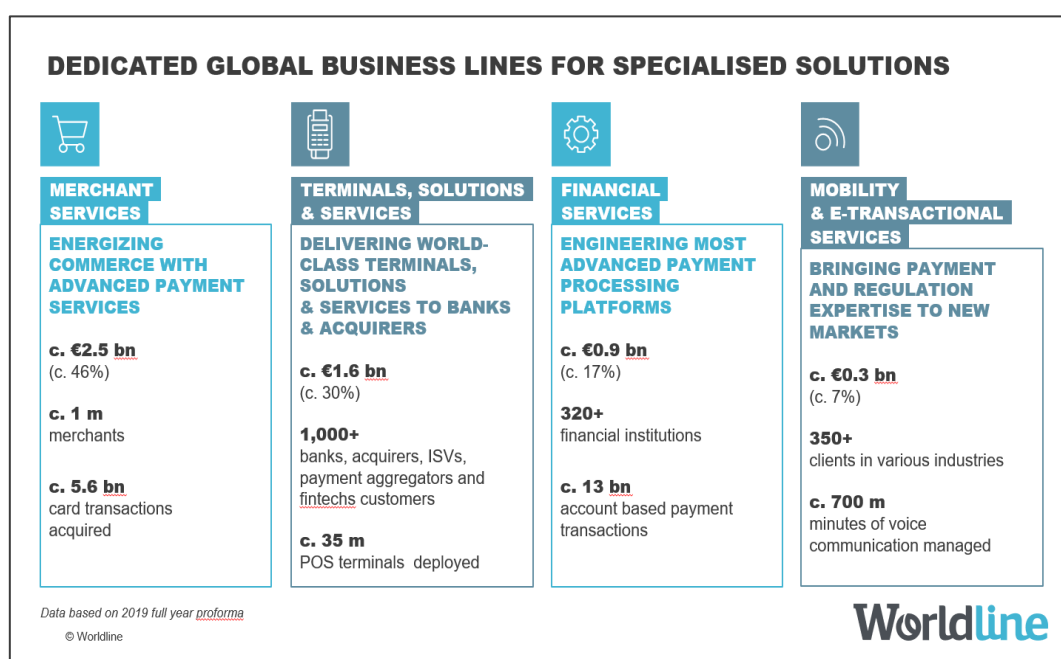 DEDICATED GLOBAL BUSINESS LINES FOR SPECIALISED SOLUTIONS
MERCHANT
SERVICES
ENERGIZING
COMMERCE WITH
ADVANCED PAYMENT
SERVICES
c. €2.5 bn
(c. 46%)
c. 1 m
merchants
c. 5.6 bn
card transactions
acquired
TERMINALS, SOLUTIONS
& SERVICES
DELIVERING WORLD-
CLASS TERMINALS,
SOLUTIONS
& SERVICES TO BANKS
& ACQUIRERS
c. €1.6 bn
(c. 30%)
1,000+
banks, acquirers, ISVs,
payment aggregators and
fintechs customers
c. 35 m
POS terminals  deployed
FINANCIAL
SERVICES
ENGINEERING MOST
ADVANCED PAYMENT
PROCESSING
PLATFORMS
c. €0.9 bn
(c. 17%)
320+
financial institutions
c. 13 bn
account based payment
transactions
MOBILITY
& E-TRANSACTIONAL
SERVICES
BRINGING PAYMENT
AND REGULATION
EXPERTISE TO NEW
MARKETS
c. €0.3 bn
(c. 7%)
350+
clients in various industries
c. 700 m
minutes of voice
communication managed
Data based on 2019 full year proforma
© Worldline
Worldline